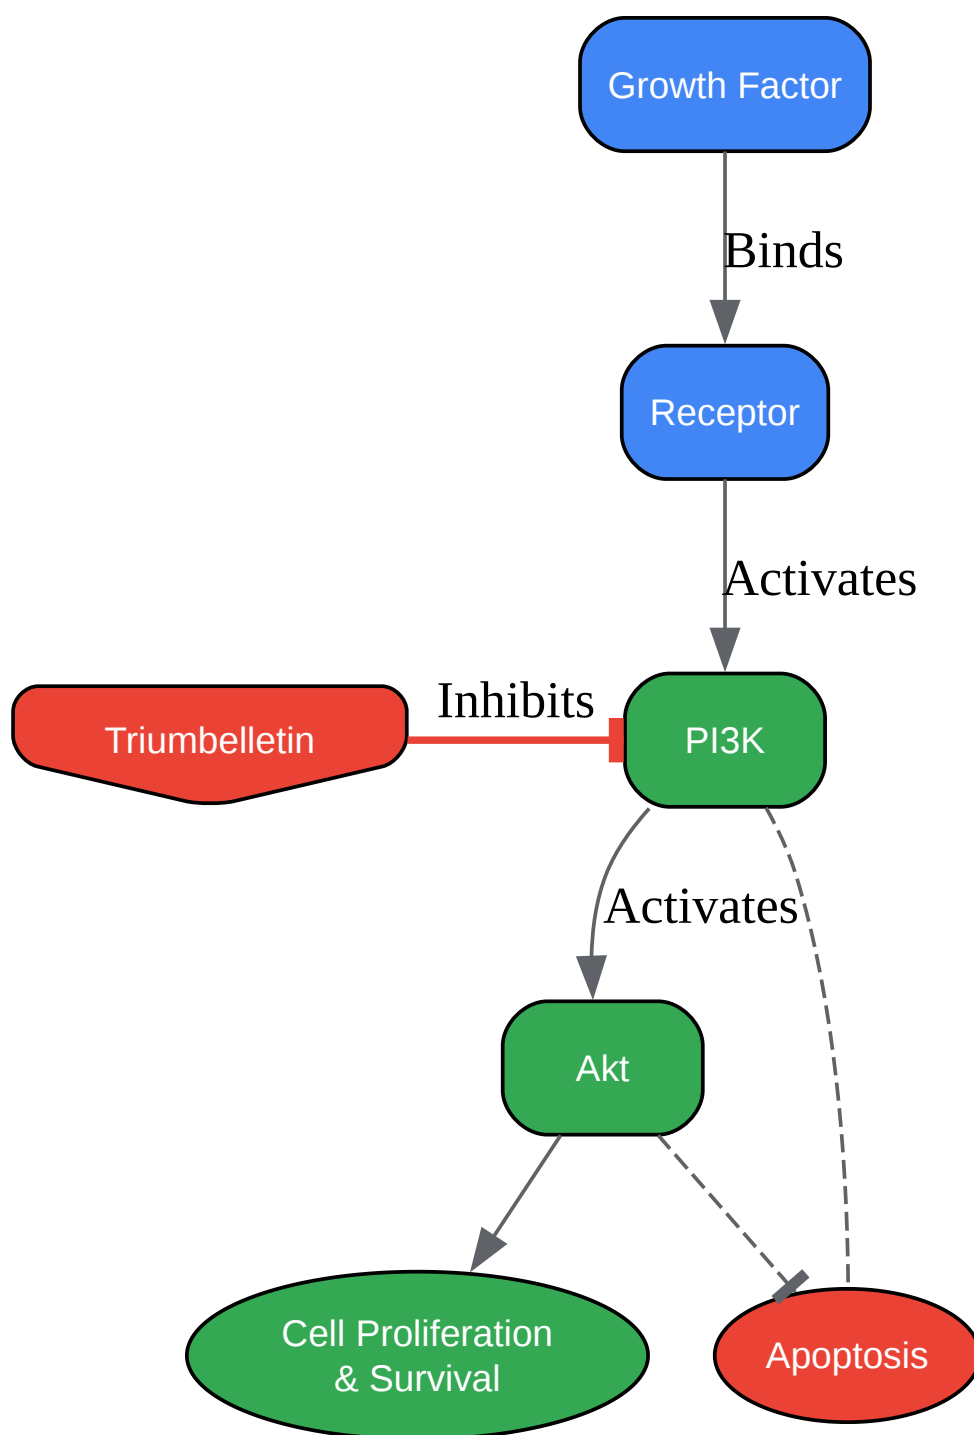 Growth Factor
Binds
Receptor
Activates
Inhibits
Triumbelletin
PI3K
Activates
Akt
Cell Proliferation
& Survival
Apoptosis